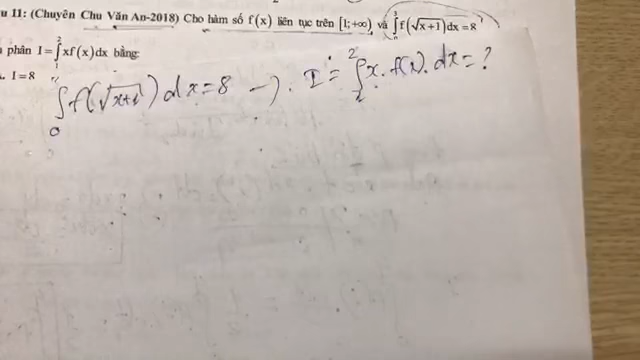 u 11: (Chuyên Chu Văn An-2018) Cho hàm số f(x) liên tục trên [1;+∞) và ∫₀³ f(√x+1)dx = 8
phân I = ∫₁² xf(x)dx bằng:
. I = 8
∫₀ f(√x+1) dx = 8 → I = ∫₁² x. f(x). dx = ?